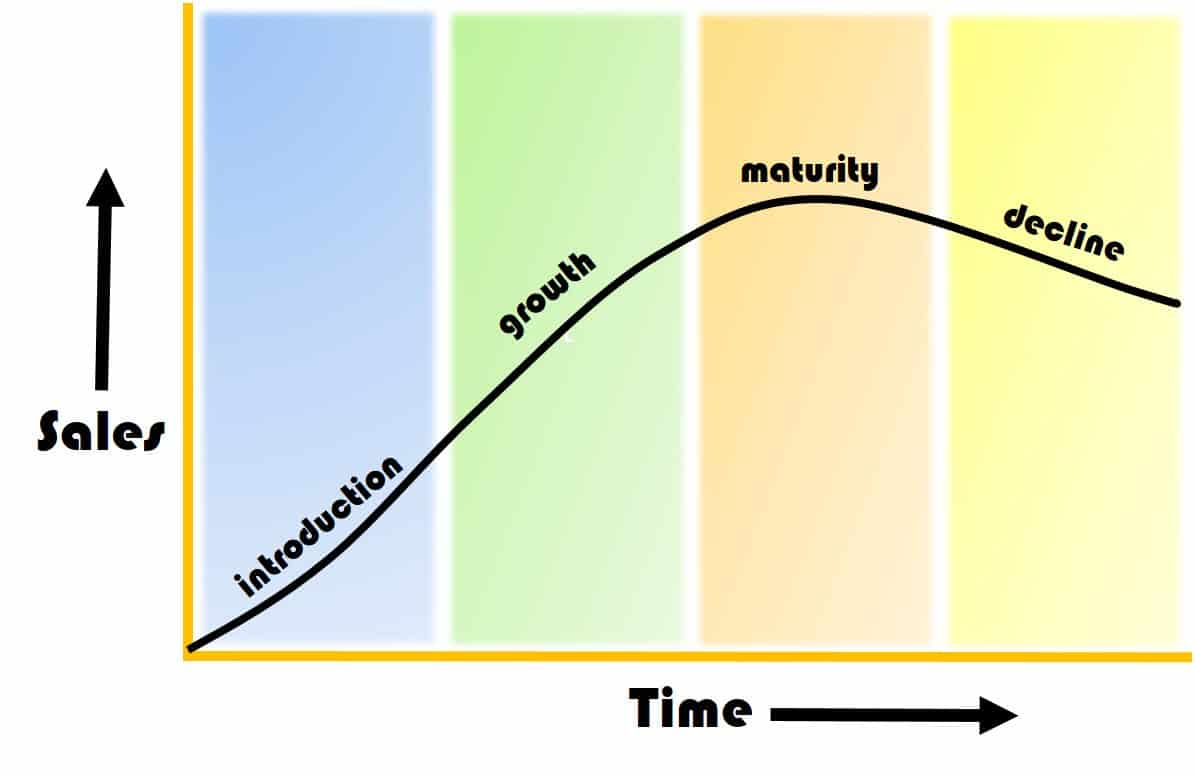 maturity
decline
growth
Sales
introduction
Time